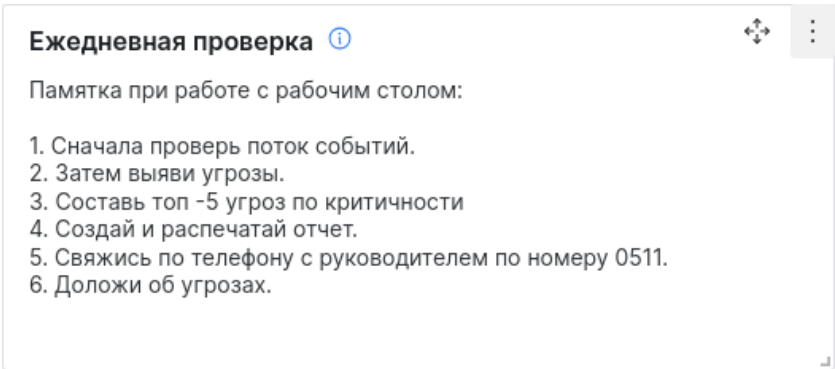 Ежедневная проверка
Памятка при работе с рабочим столом:
1. Сначала проверь поток событий.
2. Затем выяви угрозы.
3. Составь топ -5 угроз по критичности
4. Создай и распечатай отчет.
5. Свяжись по телефону с руководителем по номеру 0511.
6. Доложи об угрозах.